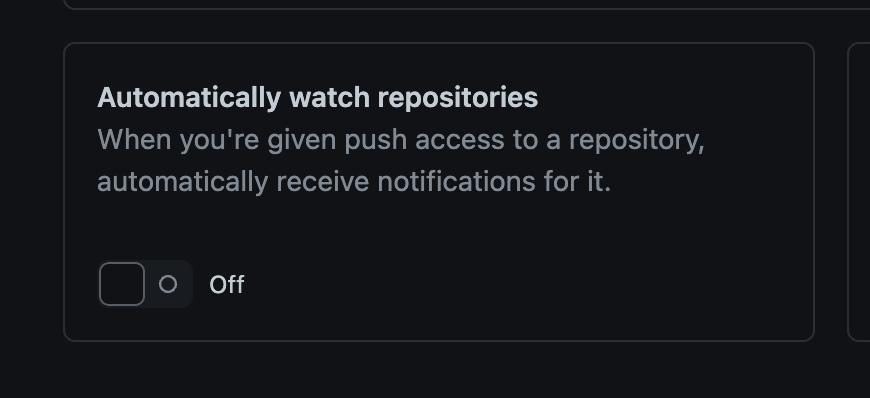 Automatically watch repositories
When you're given push access to a repository,
automatically receive notifications for it.
Off